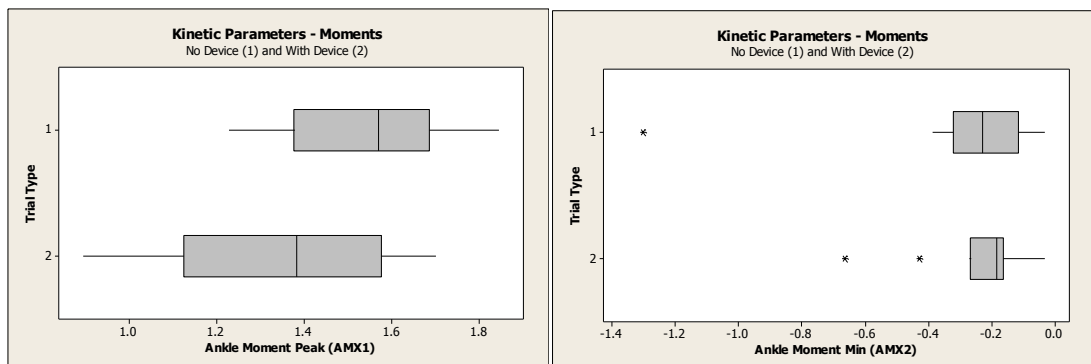 Kinetic Parameters - Moments
No Device (1) and With Device (2)
Trial Type
1
2
1.0 1.2 1.4 1.6 1.8
Ankle Moment Peak (AMX1)
Kinetic Parameters - Moments
No Device (1) and With Device (2)
Trial Type
1
2
-1.4 -1.2 -1.0 -0.8 -0.6 -0.4 -0.2 0.0
Ankle Moment Min (AMX2)